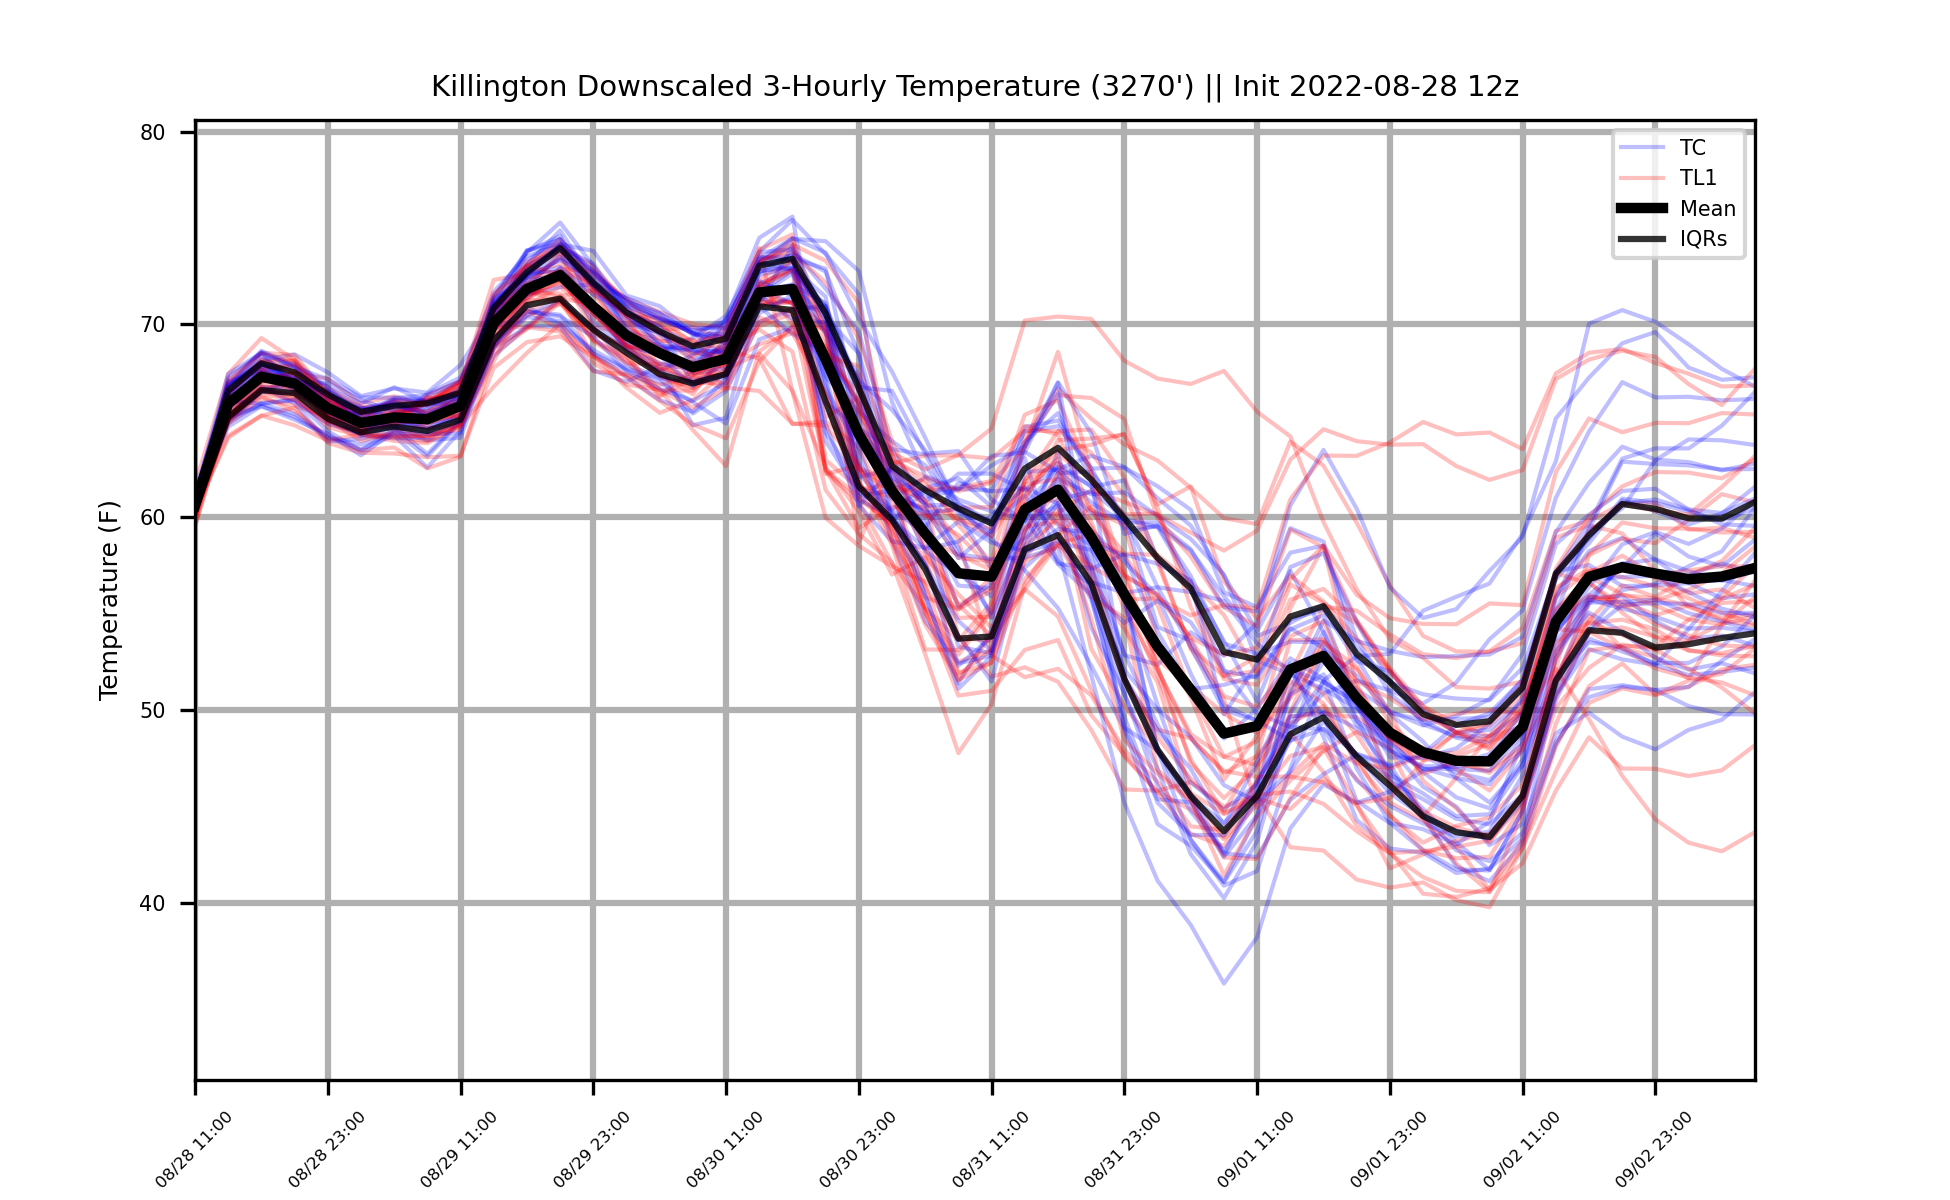 Killington Downscaled 3-Hourly Temperature (3270') || Init 2022-08-28 12z
TC
TL1
Mean
IQRs
Temperature (F)
80
70
60
50
40
08/28 11:00
08/28 23:00
08/29 11:00
08/29 23:00
08/30 11:00
08/30 23:00
08/31 11:00
08/31 23:00
09/01 11:00
09/01 23:00
09/02 11:00
09/02 23:00